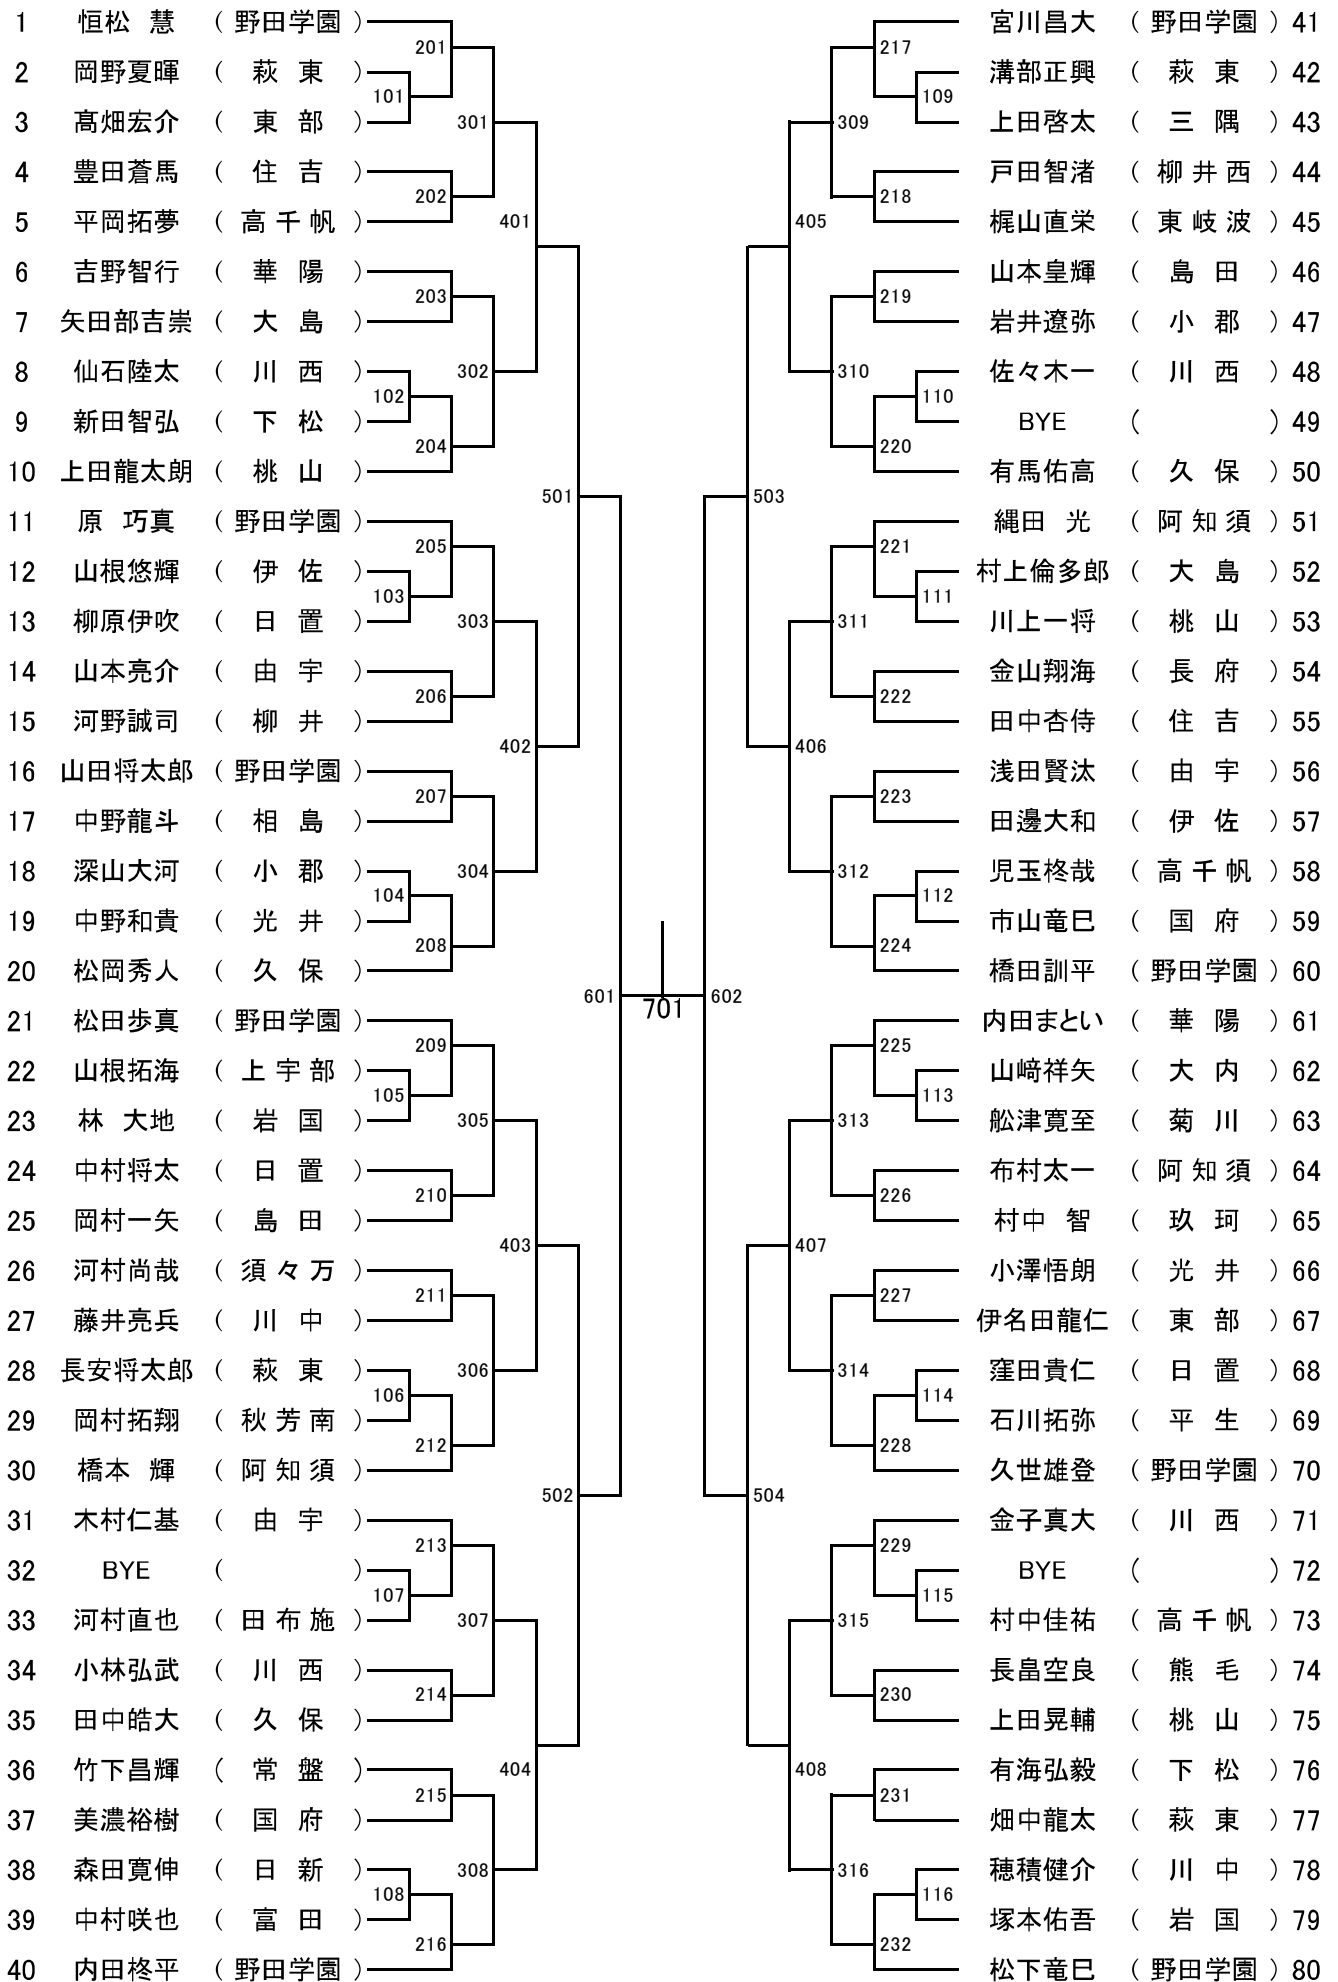 1 恒松 慧 ( 野田学園 )
2 岡野夏暉 ( 萩 東 )
3 髙畑宏介 ( 東 部 )
4 豊田蒼馬 ( 住 吉 )
5 平岡拓夢 ( 高千帆 )
6 吉野智行 ( 華 陽 )
7 矢田部吉崇 ( 大 島 )
8 仙石陸太 ( 川 西 )
9 新田智弘 ( 下 松 )
10 上田龍太朗 ( 桃 山 )
11 原 巧真 ( 野田学園 )
12 山根悠輝 ( 伊 佐 )
13 柳原伊吹 ( 日 置 )
14 山本亮介 ( 由 宇 )
15 河野誠司 ( 柳 井 )
16 山田将太郎 ( 野田学園 )
17 中野龍斗 ( 相 島 )
18 深山大河 ( 小 郡 )
19 中野和貴 ( 光 井 )
20 松岡秀人 ( 久 保 )
21 松田歩真 ( 野田学園 )
22 山根拓海 ( 上宇部 )
23 林 大地 ( 岩 国 )
24 中村将太 ( 日 置 )
25 岡村一矢 ( 島 田 )
26 河村尚哉 ( 須々万 )
27 藤井亮兵 ( 川 中 )
28 長安将太郎 ( 萩 東 )
29 岡村拓翔 ( 秋芳南 )
30 橋本 輝 ( 阿知須 )
31 木村仁基 ( 由 宇 )
32 BYE ( )
33 河村直也 ( 田布施 )
34 小林弘武 ( 川 西 )
35 田中皓大 ( 久 保 )
36 竹下昌輝 ( 常 盤 )
37 美濃裕樹 ( 国 府 )
38 森田寛伸 ( 日 新 )
39 中村咲也 ( 富 田 )
40 内田柊平 ( 野田学園 )
101
102
103
104
105
106
107
108
201
202
203
204
205
206
207
208
209
210
211
212
213
214
215
216
301
302
303
304
305
306
307
308
401
402
403
404
501
502
601
701
602
503
504
405
406
407
408
309
310
311
312
313
314
315
316
217
218
219
220
221
222
223
224
225
226
227
228
229
230
231
232
109
110
111
112
113
114
115
116
宮川昌大 ( 野田学園 ) 41
溝部正興 ( 萩 東 ) 42
上田啓太 ( 三 隅 ) 43
戸田智渚 ( 柳井西 ) 44
梶山直栄 ( 東岐波 ) 45
山本皇輝 ( 島 田 ) 46
岩井遼弥 ( 小 郡 ) 47
佐々木一 ( 川 西 ) 48
BYE ( ) 49
有馬佑高 ( 久 保 ) 50
縄田 光 ( 阿知須 ) 51
村上倫多郎 ( 大 島 ) 52
川上一将 ( 桃 山 ) 53
金山翔海 ( 長 府 ) 54
田中杏侍 ( 住 吉 ) 55
浅田賢汰 ( 由 宇 ) 56
田邊大和 ( 伊 佐 ) 57
児玉柊哉 ( 高千帆 ) 58
市山竜巳 ( 国 府 ) 59
橋田訓平 ( 野田学園 ) 60
内田まとい ( 華 陽 ) 61
山﨑祥矢 ( 大 内 ) 62
舩津寛至 ( 菊 川 ) 63
布村太一 ( 阿知須 ) 64
村中 智 ( 玖 珂 ) 65
小澤悟朗 ( 光 井 ) 66
伊名田龍仁 ( 東 部 ) 67
窪田貴仁 ( 日 置 ) 68
石川拓弥 ( 平 生 ) 69
久世雄登 ( 野田学園 ) 70
金子真大 ( 川 西 ) 71
BYE ( ) 72
村中佳祐 ( 高千帆 ) 73
長畠空良 ( 熊 毛 ) 74
上田晃輔 ( 桃 山 ) 75
有海弘毅 ( 下 松 ) 76
畑中龍太 ( 萩 東 ) 77
穂積健介 ( 川 中 ) 78
塚本佑吾 ( 岩 国 ) 79
松下竜巳 ( 野田学園 ) 80